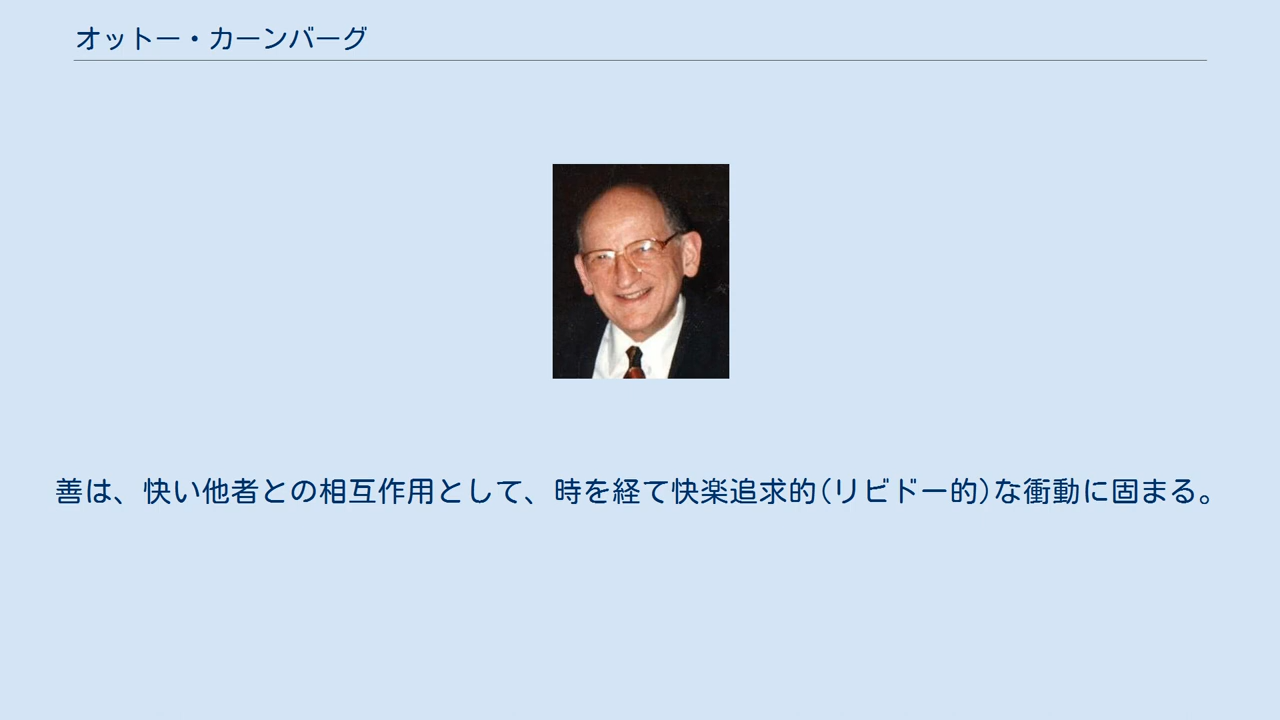 オットー・カーンバーグ
善は、快い他者との相互作用として、時を経て快楽追求的(リビドー的)な衝動に固まる。